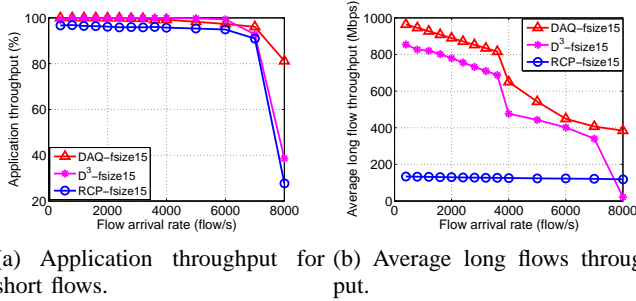 Application throughput (%)
100
80
60
40
20
0
2000
4000
6000
8000
Flow arrival rate (flow/s)
DAQ-fsize15
D³-fsize15
RCP-fsize15
Average long flow throughput (Mbps)
1000
800
600
400
200
0
0
2000
4000
6000
8000
Flow arrival rate (flow/s)
DAQ-fsize15
D³-fsize15
RCP-fsize15
(a) Application throughput for
short flows.
(b) Average long flows throug
put.